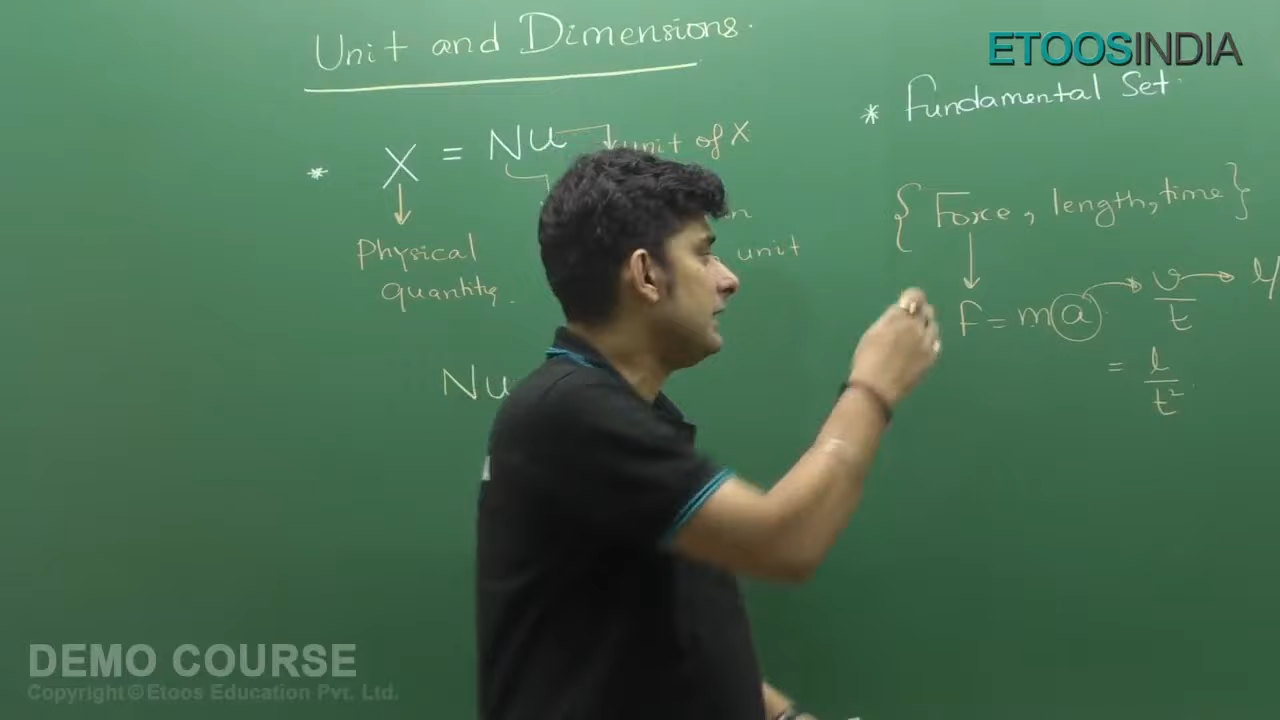 Unit and Dimensions.
* X = Nu unit of X
Physical
quantity.
unit
Nu
ETOOSINDIA
* Fundamental Set.
{ Force, length, time }
f = ma v/t
= l/t²
DEMO COURSE
Copyright © Etoos Education Pvt. Ltd.